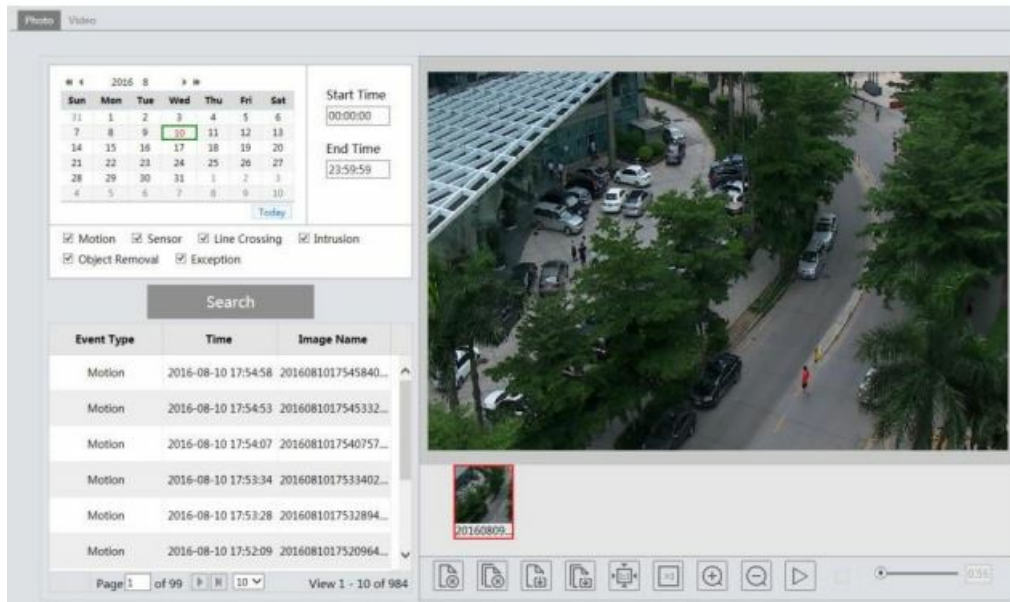 Photo Video
2016 8
Sun Mon Tue Wed Thu Fri Sat
31 1 2 3 4 5 6
7 8 9 10 11 12 13
14 15 16 17 18 19 20
21 22 23 24 25 26 27
28 29 30 31 1 2 3
4 5 6 7 8 9 10
Today
Start Time
00:00:00
End Time
23:59:59
Motion Sensor Line Crossing Intrusion
Object Removal Exception
Search
Event Type Time Image Name
Motion 2016-08-10 17:54:58 2016081017545840...
Motion 2016-08-10 17:54:53 2016081017545332...
Motion 2016-08-10 17:54:07 2016081017540757...
Motion 2016-08-10 17:53:34 2016081017533402...
Motion 2016-08-10 17:53:28 2016081017532894...
Motion 2016-08-10 17:52:09 2016081017520964...
Page 1 of 99 10 View 1 - 10 of 984
20160809...